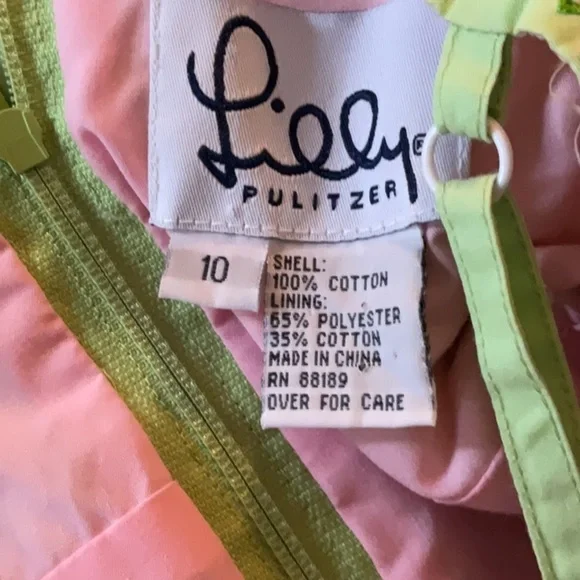 Lilly®
PULITZER
10
SHELL:
100% COTTON
LINING:
65% POLYESTER
35% COTTON
MADE IN CHINA
RN 88189
OVER FOR CARE